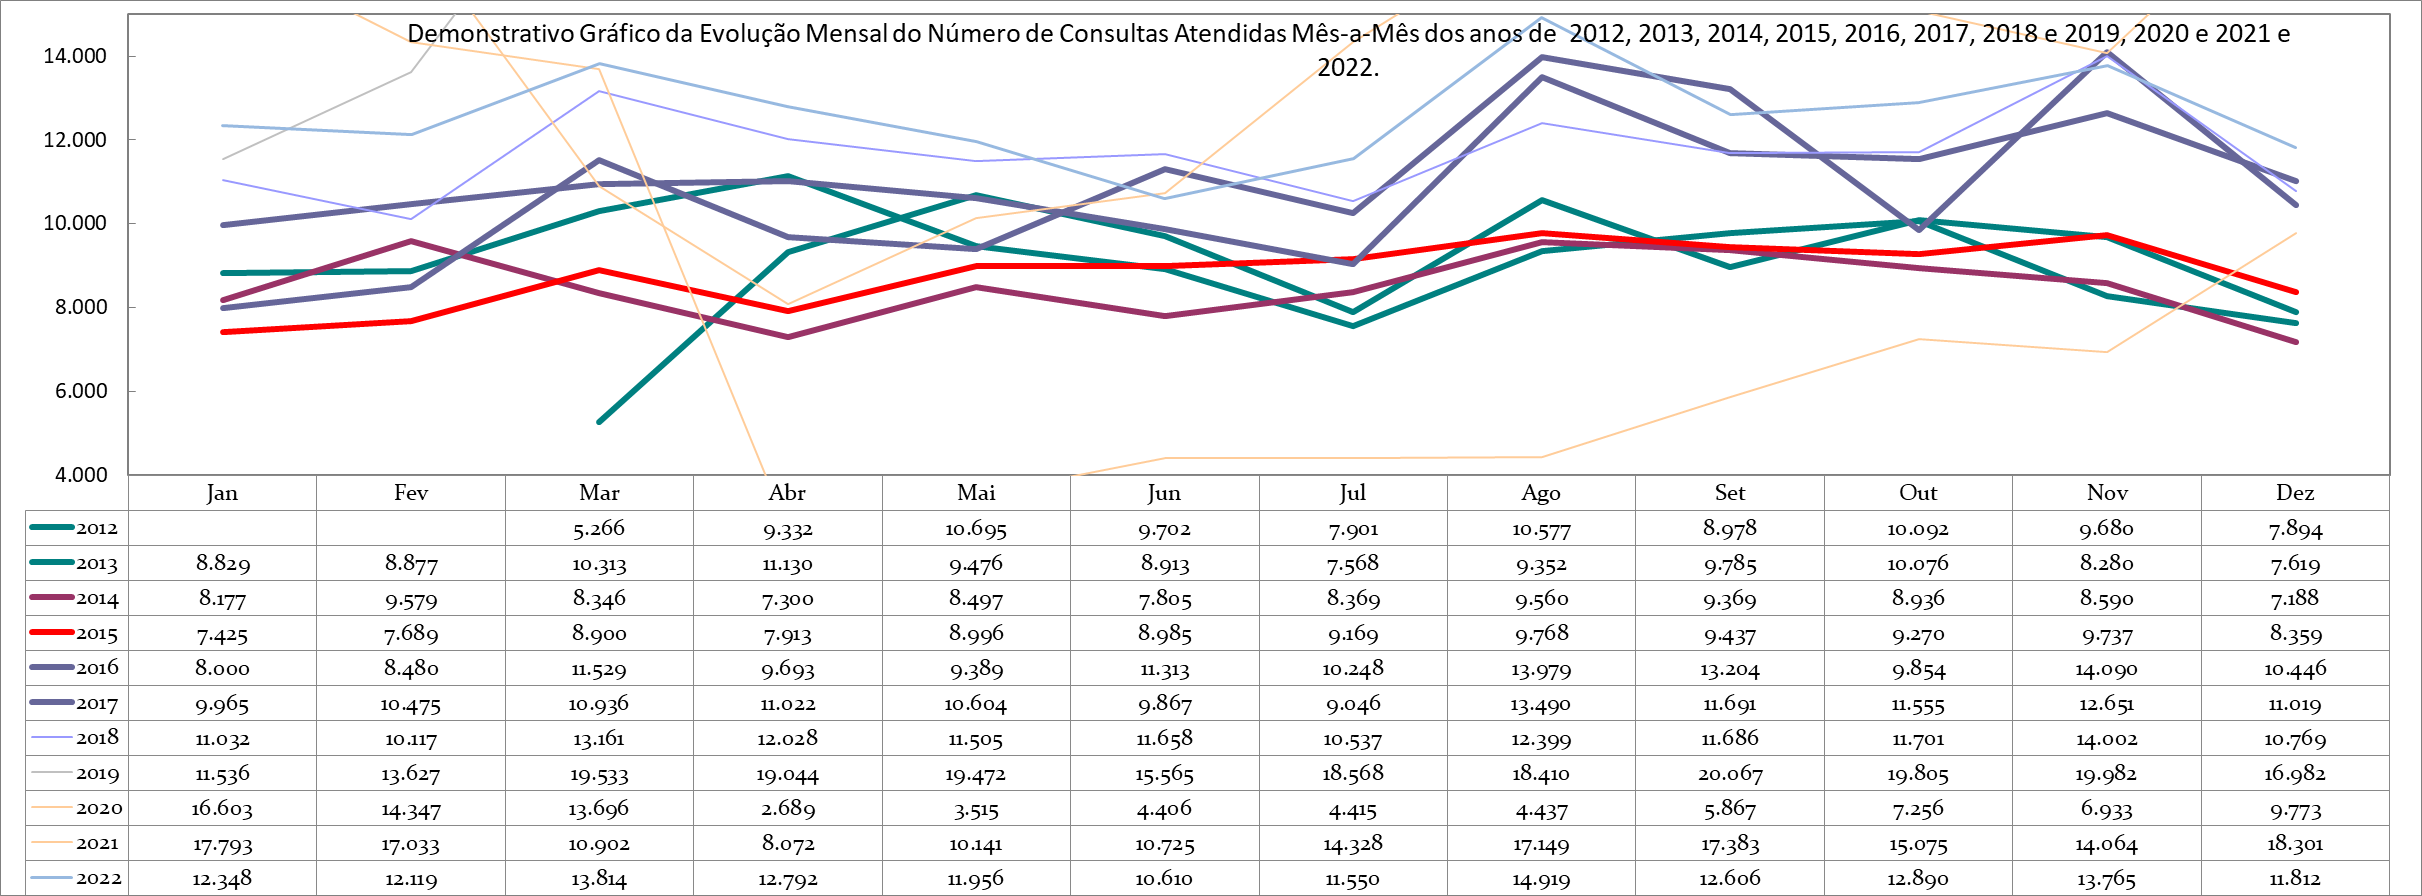 Demonstrativo Gráfico da Evolução Mensal do Número de Consultas Atendidas Mês-a-Mês dos anos de 2012, 2013, 2014, 2015, 2016, 2017, 2018 e 2019, 2020 e 2021 e
2022.
14.000
12.000
10.000
8.000
6.000
4.000
Jan Fev Mar Abr Mai Jun Jul Ago Set Out Nov Dez
2012 5.266 9.332 10.695 9.702 7.901 10.577 8.978 10.092 9.680 7.894
2013 8.829 8.877 10.313 11.130 9.476 8.913 7.568 9.352 9.785 10.076 8.280 7.619
2014 8.177 9.579 8.346 7.300 8.497 7.805 8.369 9.560 9.369 8.936 8.590 7.188
2015 7.425 7.689 8.900 7.913 8.996 8.985 9.169 9.768 9.437 9.270 9.737 8.359
2016 8.000 8.480 11.529 9.693 9.389 11.313 10.248 13.979 13.204 9.854 14.090 10.446
2017 9.965 10.475 10.936 11.022 10.604 9.867 9.046 13.490 11.691 11.555 12.651 11.019
2018 11.032 10.117 13.161 12.028 11.505 11.658 10.537 12.399 11.686 11.701 14.002 10.769
2019 11.536 13.627 19.533 19.044 19.472 15.565 18.568 18.410 20.067 19.805 19.982 16.982
2020 16.603 14.347 13.696 2.689 3.515 4.406 4.415 4.437 5.867 7.256 6.933 9.773
2021 17.793 17.033 10.902 8.072 10.141 10.725 14.328 17.149 17.383 15.075 14.064 18.301
2022 12.348 12.119 13.814 12.792 11.956 10.610 11.550 14.919 12.606 12.890 13.765 11.812